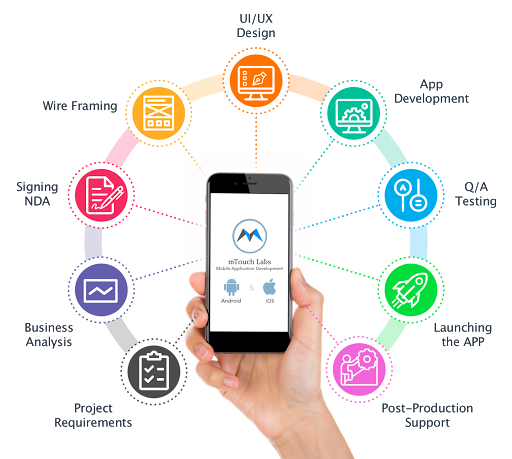 UI/UX
Design
Wire Framing
App
Development
Signing
NDA
Q/A
Testing
mTouch Labs
Mobile Application Development
&
Android
iOS
Business
Analysis
Launching
the APP
Project
Requirements
Post-Production
Support